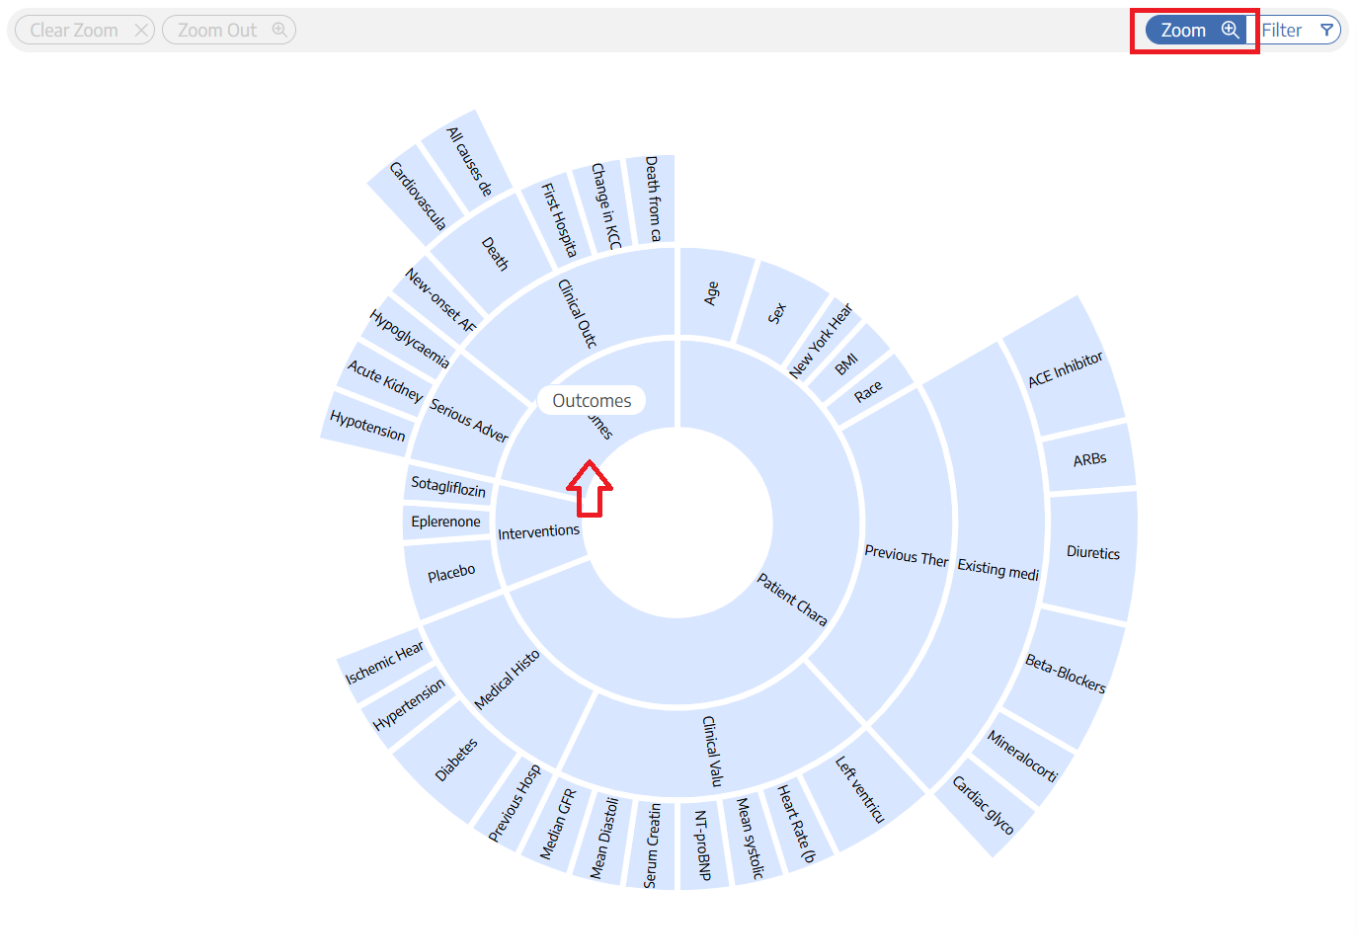 Clear Zoom
Zoom Out
Zoom
Filter
All causes de
Cardiovascula
Death
First Hospita
Change in KCC
Death from ca
New-onset AF
Hypoglycaemia
Acute Kidney
Hypotension
Clinical Outc
Serious Adver
Outcomes
omes
Sotagliflozin
Eplerenone
Placebo
Interventions
Age
Sex
New York Hear
BMI
Race
Patient Chara
Previous Ther
Existing medi
ACE Inhibitor
ARBs
Diuretics
Beta-Blockers
Mineralocorti
Cardiac glyco
Medical Histo
Ischemic Hear
Hypertension
Diabetes
Previous Hosp
Clinical Valu
Median GFR
Mean Diastoli
Serum Creatin
NT-proBNP
Mean systolic
Heart Rate (b
Left ventricu